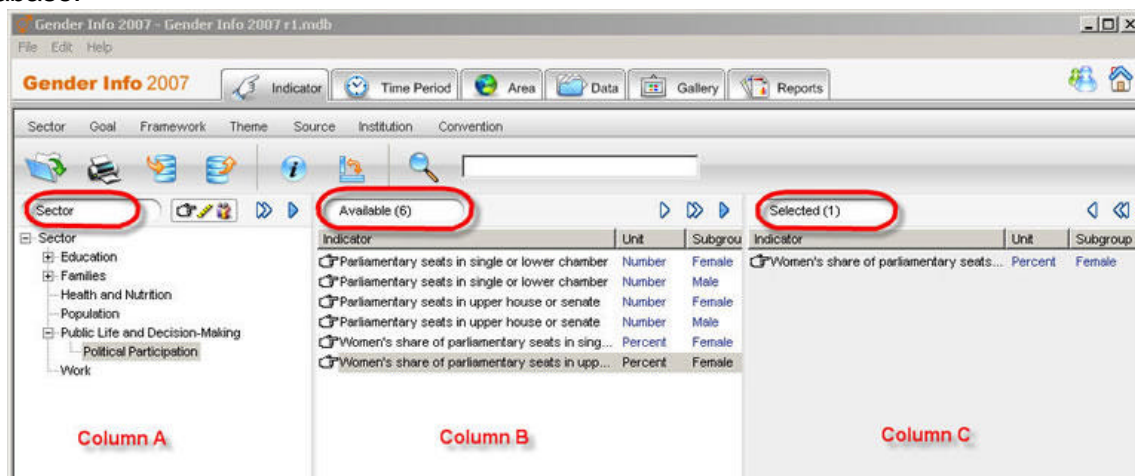 abase.
Gender Info 2007 - Gender Info 2007 r1.mdb
File Edit Help
Gender Info 2007 Indicator Time Period Area Data Gallery Reports
Sector Goal Framework Theme Source Institution Convention
Sector Available (6) Selected (1)
Indicator Unit Subgrou Indicator Unit Subgroup
Sector
Education
Families
Health and Nutrition
Population
Public Life and Decision-Making
Political Participation
Work
Parliamentary seats in single or lower chamber Number Female
Parliamentary seats in single or lower chamber Number Male
Parliamentary seats in upper house or senate Number Female
Parliamentary seats in upper house or senate Number Male
Women's share of parliamentary seats in sing... Percent Female
Women's share of parliamentary seats in upp... Percent Female
Women's share of parliamentary seats... Percent Female
Column A Column B Column C